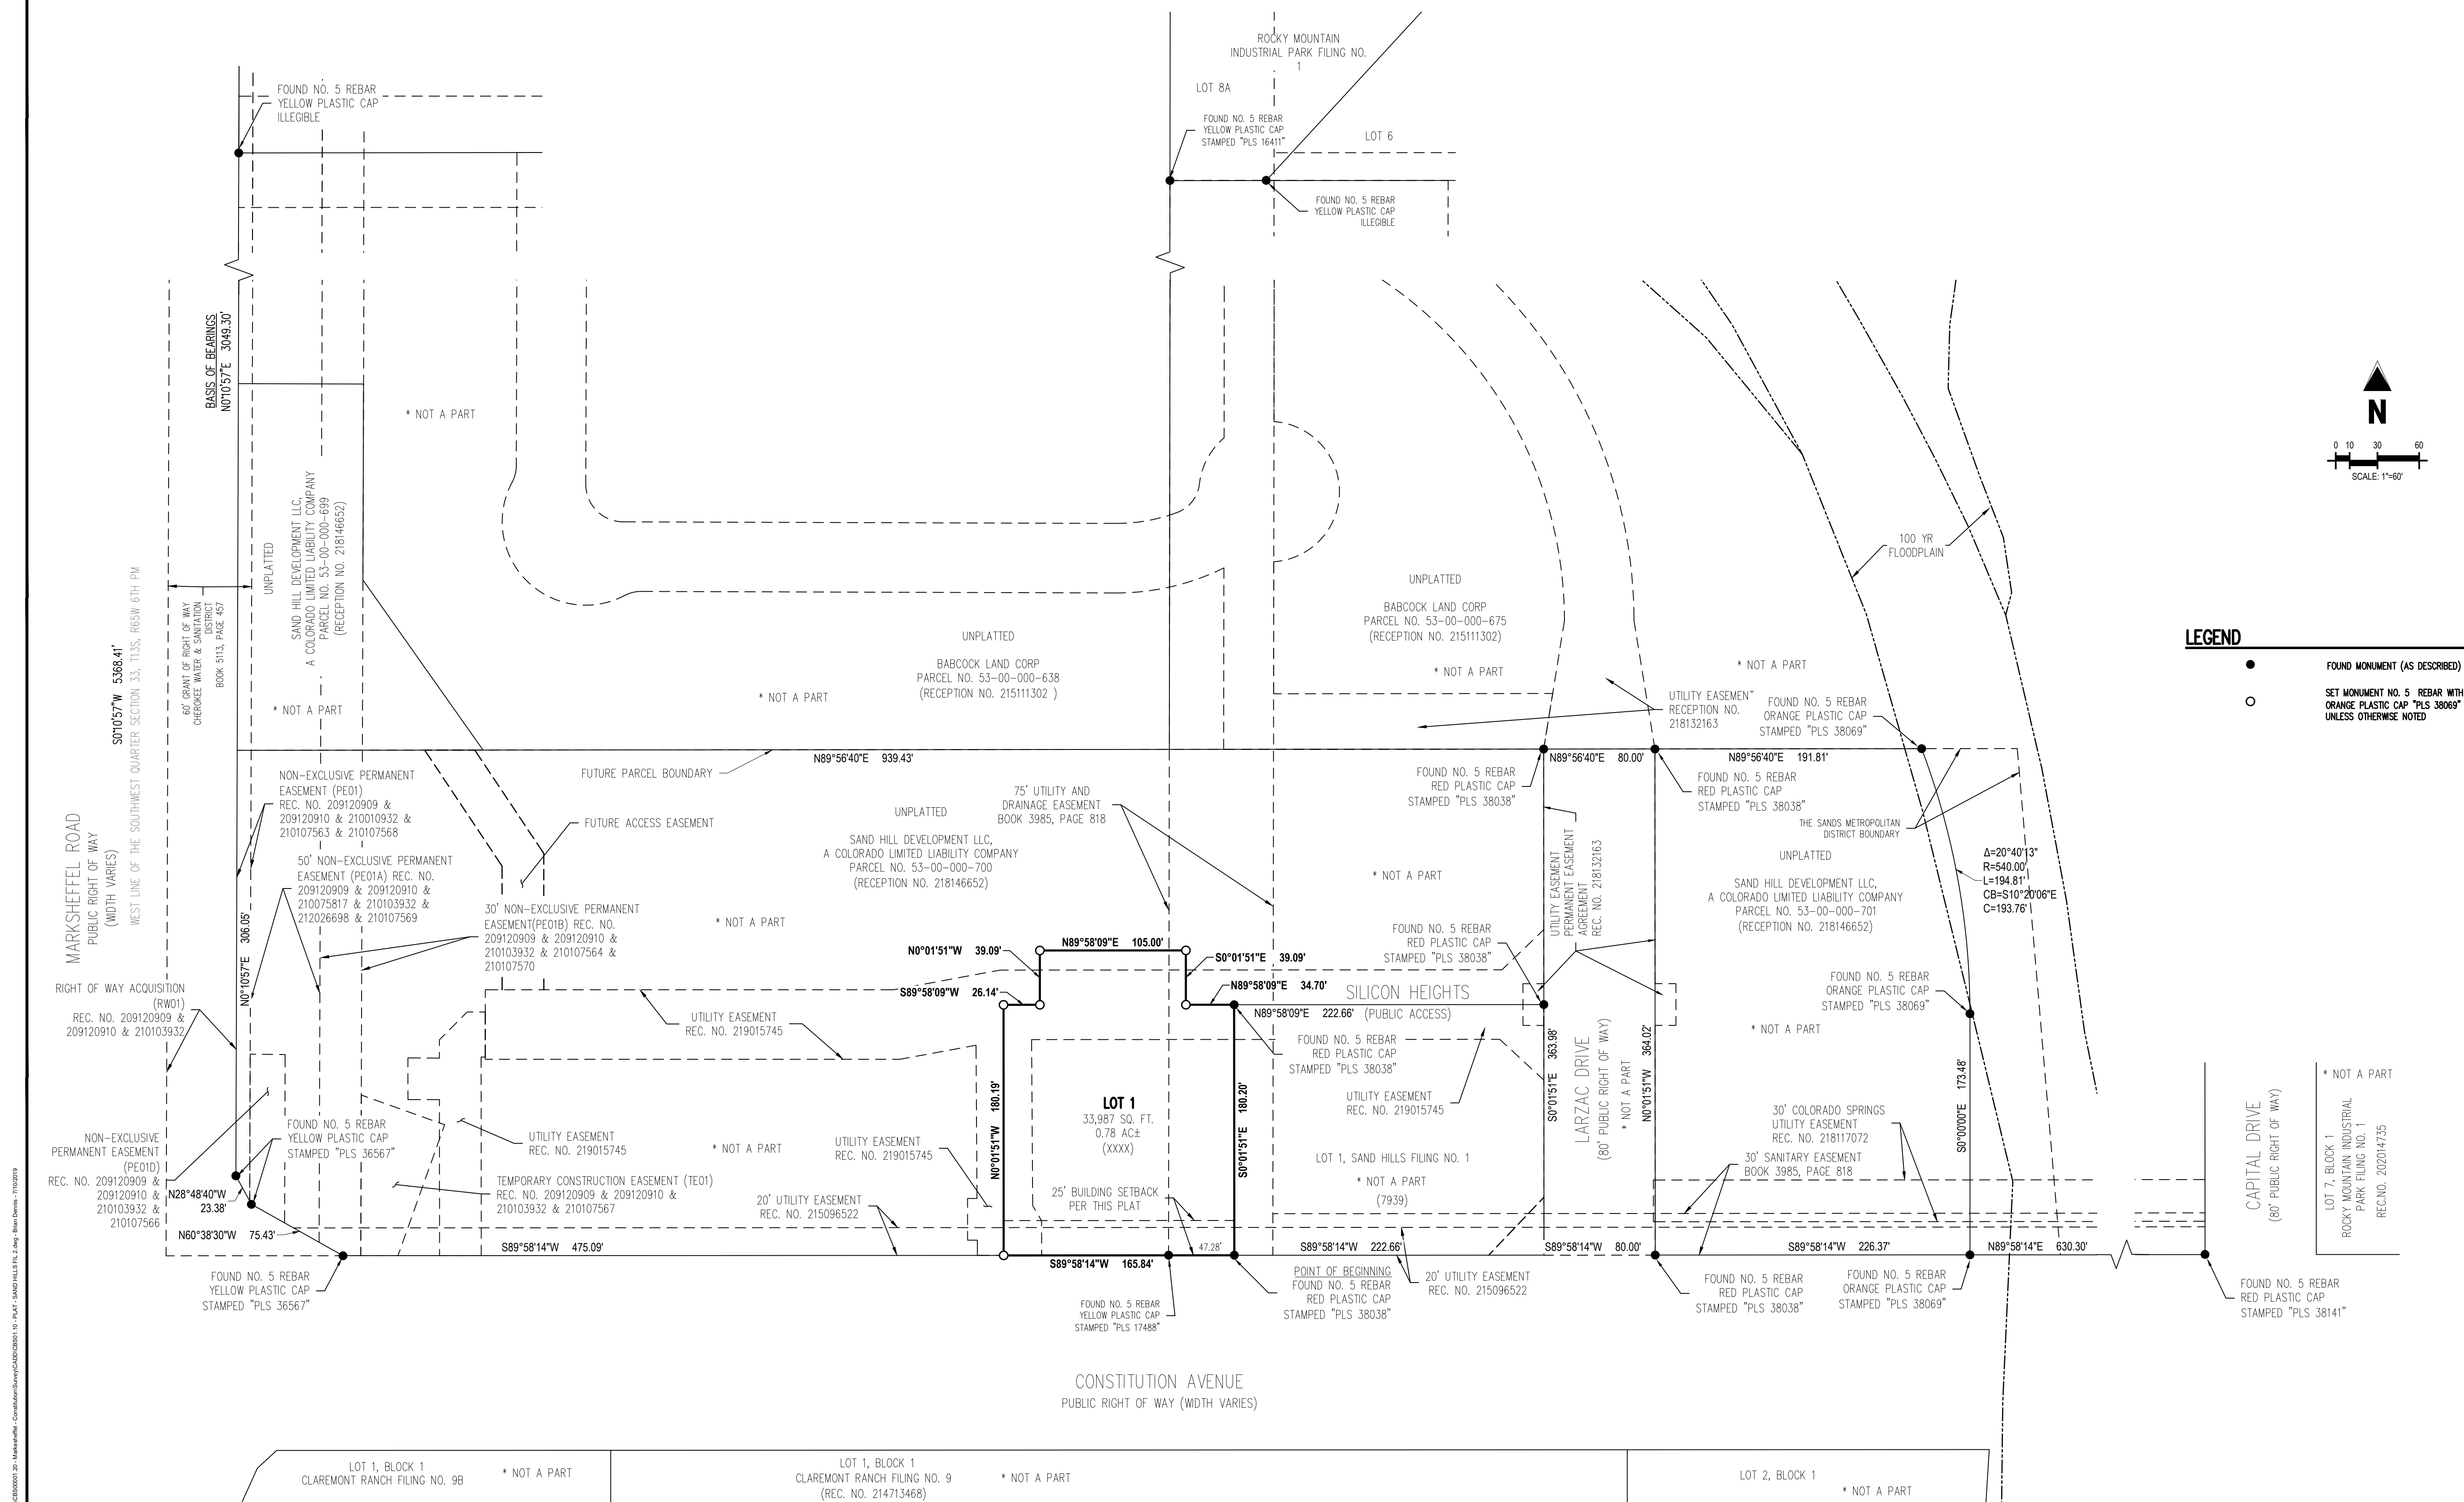 ROCKY MOUNTAIN
INDUSTRIAL PARK FILING NO.
1
LOT 8A
LOT 6
FOUND NO. 5 REBAR
YELLOW PLASTIC CAP
ILLEGIBLE
FOUND NO. 5 REBAR
YELLOW PLASTIC CAP
STAMPED "PLS 16411"
FOUND NO. 5 REBAR
YELLOW PLASTIC CAP
ILLEGIBLE
BASIS OF BEARINGS
N0°10'57"E 3049.30'
* NOT A PART
N
0 10 30 60
SCALE: 1"=60'
100 YR
FLOODPLAIN
LEGEND
FOUND MONUMENT (AS DESCRIBED)
SET MONUMENT NO. 5 REBAR WITH
ORANGE PLASTIC CAP "PLS 38069"
UNLESS OTHERWISE NOTED
MARKSHEFFEL ROAD
PUBLIC RIGHT OF WAY
(WIDTH VARIES)
S0°10'57"W 5368.41'
WEST LINE OF THE SOUTHWEST QUARTER SECTION 33, T13S, R65W 6TH PM
60' GRANT OF RIGHT OF WAY
CHEROKEE WATER & SANITATION
DISTRICT
BOOK 5113, PAGE 457
UNPLATTED
SAND HILL DEVELOPMENT LLC,
A COLORADO LIMITED LIABILITY COMPANY
PARCEL NO. 53-00-000-699
(RECEPTION NO. 218146652)
* NOT A PART
UNPLATTED
BABCOCK LAND CORP
PARCEL NO. 53-00-000-638
(RECEPTION NO. 215111302 )
* NOT A PART
UNPLATTED
BABCOCK LAND CORP
PARCEL NO. 53-00-000-675
(RECEPTION NO. 215111302)
* NOT A PART
* NOT A PART
UTILITY EASEMEN"
RECEPTION NO.
218132163
FOUND NO. 5 REBAR
ORANGE PLASTIC CAP
STAMPED "PLS 38069"
N89°56'40"E 939.43'
N89°56'40"E 80.00'
N89°56'40"E 191.81'
FUTURE PARCEL BOUNDARY
FUTURE ACCESS EASEMENT
NON-EXCLUSIVE PERMANENT
EASEMENT (PE01)
REC. NO. 209120909 &
209120910 & 210010932 &
210107563 & 210107568
50' NON-EXCLUSIVE PERMANENT
EASEMENT (PE01A) REC. NO.
209120909 & 209120910 &
210075817 & 210103932 &
212026698 & 210107569
30' NON-EXCLUSIVE PERMANENT
EASEMENT(PE01B) REC. NO.
209120909 & 209120910 &
210103932 & 210107564 &
210107570
* NOT A PART
UNPLATTED
SAND HILL DEVELOPMENT LLC,
A COLORADO LIMITED LIABILITY COMPANY
PARCEL NO. 53-00-000-700
(RECEPTION NO. 218146652)
75' UTILITY AND
DRAINAGE EASEMENT
BOOK 3985, PAGE 818
* NOT A PART
FOUND NO. 5 REBAR
RED PLASTIC CAP
STAMPED "PLS 38038"
FOUND NO. 5 REBAR
RED PLASTIC CAP
STAMPED "PLS 38038"
FOUND NO. 5 REBAR
RED PLASTIC CAP
STAMPED "PLS 38038"
UTILITY EASEMENT
PERMANENT EASEMENT
AGREEMENT
REC. NO. 218132163
THE SANDS METROPOLITAN
DISTRICT BOUNDARY
UNPLATTED
SAND HILL DEVELOPMENT LLC,
A COLORADO LIMITED LIABILITY COMPANY
PARCEL NO. 53-00-000-701
(RECEPTION NO. 218146652)
Δ=20°40'13"
R=540.00'
L=194.81'
CB=S10°20'06"E
C=193.76'
FOUND NO. 5 REBAR
ORANGE PLASTIC CAP
STAMPED "PLS 38069"
* NOT A PART
N0°10'57"E 306.05'
RIGHT OF WAY ACQUISITION
(RW01)
REC. NO. 209120909 &
209120910 & 210103932
N0°01'51"W 39.09'
N89°58'09"E 105.00'
S0°01'51"E 39.09'
S89°58'09"W 26.14'
N89°58'09"E 34.70'
SILICON HEIGHTS
(PUBLIC ACCESS)
N89°58'09"E 222.66'
UTILITY EASEMENT
REC. NO. 219015745
FOUND NO. 5 REBAR
RED PLASTIC CAP
STAMPED "PLS 38038"
UTILITY EASEMENT
REC. NO. 219015745
S0°01'51"E 363.98'
LARZAC DRIVE
(80' PUBLIC RIGHT OF WAY)
* NOT A PART
N0°01'51"W 364.02'
S0°00'00"E 173.48'
N0°01'51"W 180.19'
LOT 1
33,987 SQ. FT.
0.78 AC±
(XXXX)
S0°01'51"E 180.20'
25' BUILDING SETBACK
PER THIS PLAT
LOT 1, SAND HILLS FILING NO. 1
* NOT A PART
(7939)
30' COLORADO SPRINGS
UTILITY EASEMENT
REC. NO. 218117072
30' SANITARY EASEMENT
BOOK 3985, PAGE 818
CAPITAL DRIVE
(80' PUBLIC RIGHT OF WAY)
* NOT A PART
LOT 7, BLOCK 1
ROCKY MOUNTAIN INDUSTRIAL
PARK FILING NO. 1
REC.NO. 202014735
NON-EXCLUSIVE
PERMANENT EASEMENT
(PE01D)
REC. NO. 209120909 &
209120910 &
210103932 &
210107566
FOUND NO. 5 REBAR
YELLOW PLASTIC CAP
STAMPED "PLS 36567"
N28°48'40"W
23.38'
N60°38'30"W 75.43'
UTILITY EASEMENT
REC. NO. 219015745
* NOT A PART
TEMPORARY CONSTRUCTION EASEMENT (TE01)
REC. NO. 209120909 & 209120910 &
210103932 & 210107567
UTILITY EASEMENT
REC. NO. 219015745
20' UTILITY EASEMENT
REC. NO. 215096522
S89°58'14"W 475.09'
S89°58'14"W 165.84'
47.28'
S89°58'14"W 222.66'
S89°58'14"W 80.00'
S89°58'14"W 226.37'
N89°58'14"E 630.30'
FOUND NO. 5 REBAR
YELLOW PLASTIC CAP
STAMPED "PLS 36567"
FOUND NO. 5 REBAR
YELLOW PLASTIC CAP
STAMPED "PLS 17488"
POINT OF BEGINNING
FOUND NO. 5 REBAR
RED PLASTIC CAP
STAMPED "PLS 38038"
20' UTILITY EASEMENT
REC. NO. 215096522
FOUND NO. 5 REBAR
RED PLASTIC CAP
STAMPED "PLS 38038"
FOUND NO. 5 REBAR
ORANGE PLASTIC CAP
STAMPED "PLS 38069"
FOUND NO. 5 REBAR
RED PLASTIC CAP
STAMPED "PLS 38141"
CONSTITUTION AVENUE
PUBLIC RIGHT OF WAY (WIDTH VARIES)
LOT 1, BLOCK 1
CLAREMONT RANCH FILING NO. 9B
* NOT A PART
LOT 1, BLOCK 1
CLAREMONT RANCH FILING NO. 9
(REC. NO. 214713468)
* NOT A PART
LOT 2, BLOCK 1
* NOT A PART